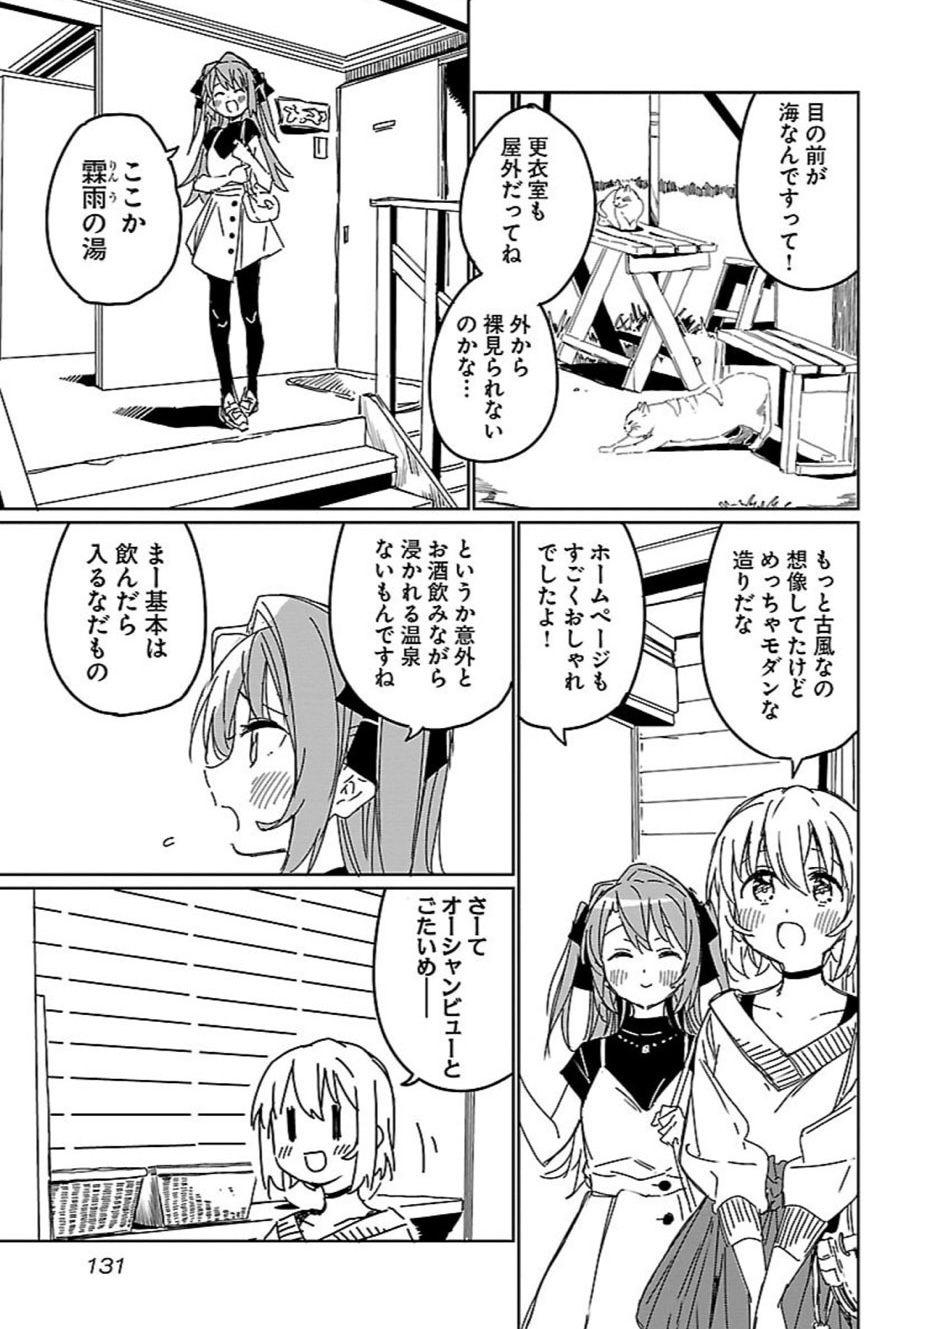 目の前が
海なんですって!
更衣室も
屋外だってね
外から
裸見られない
のかな…
ここか
霖雨の湯
りんう
もっと古風なの
想像してたけど
めっちゃモダンな
造りだな
ホームページも
すごくおしゃれ
でしたよ!
というか意外と
お酒飲みながら
浸かれる温泉
ないもんですね
まー基本は
飲んだら
入るなだもの
さーて
オーシャンビューと
ごたいめ──
131